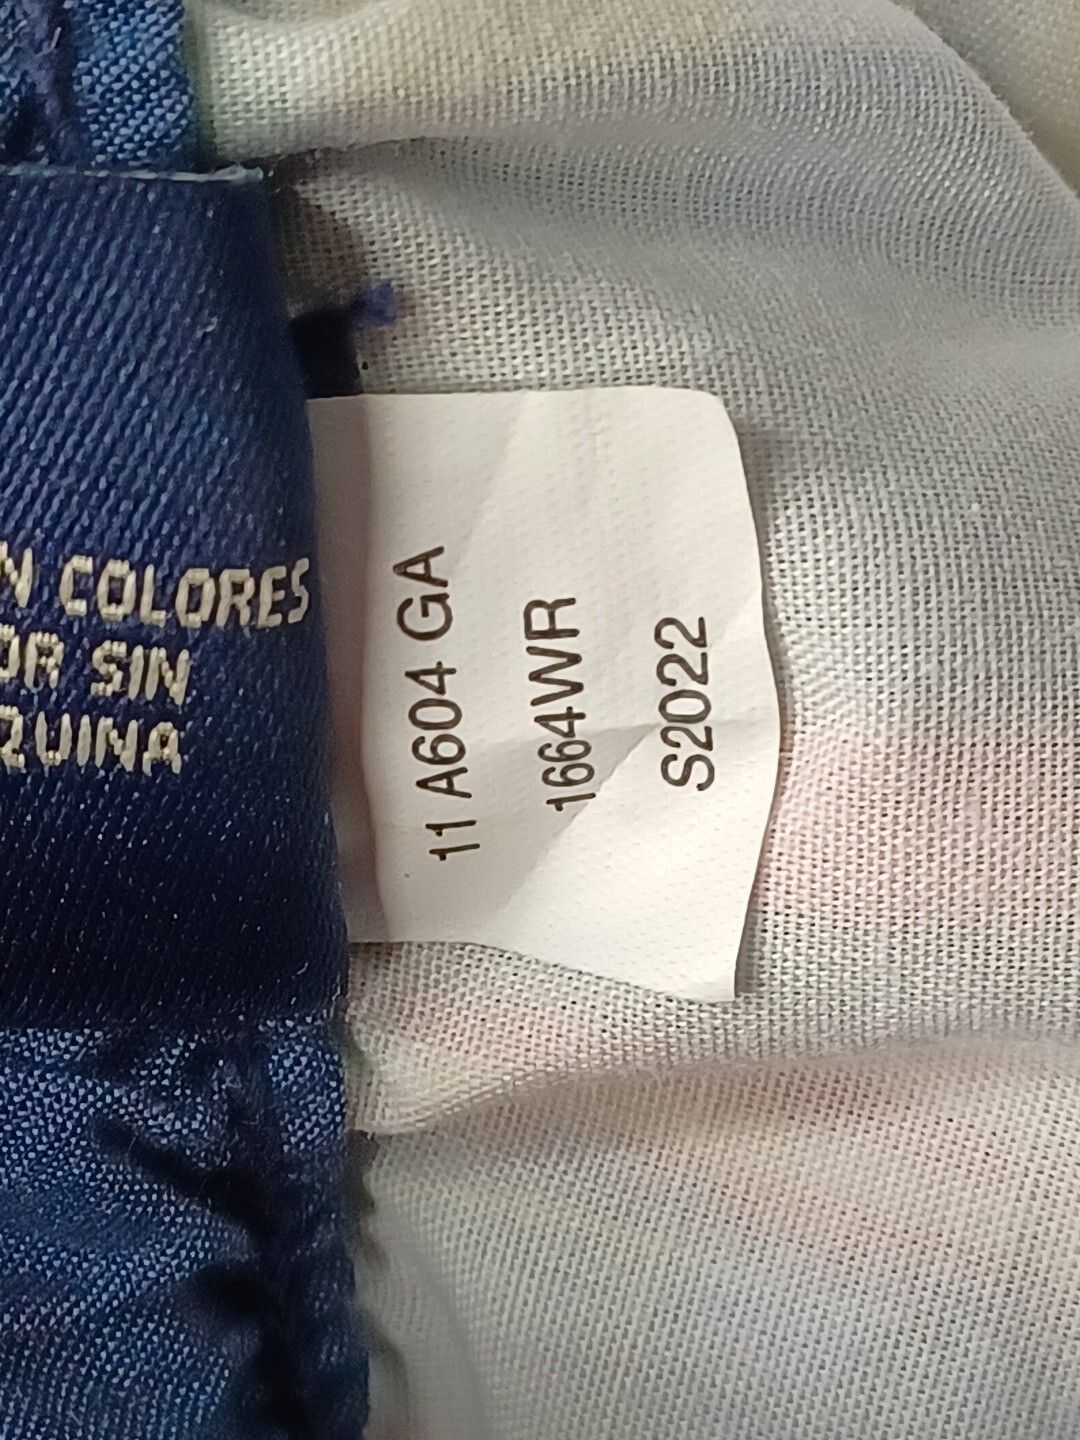 COLORES
SIN
11 A604 GA
1664WR
S2022